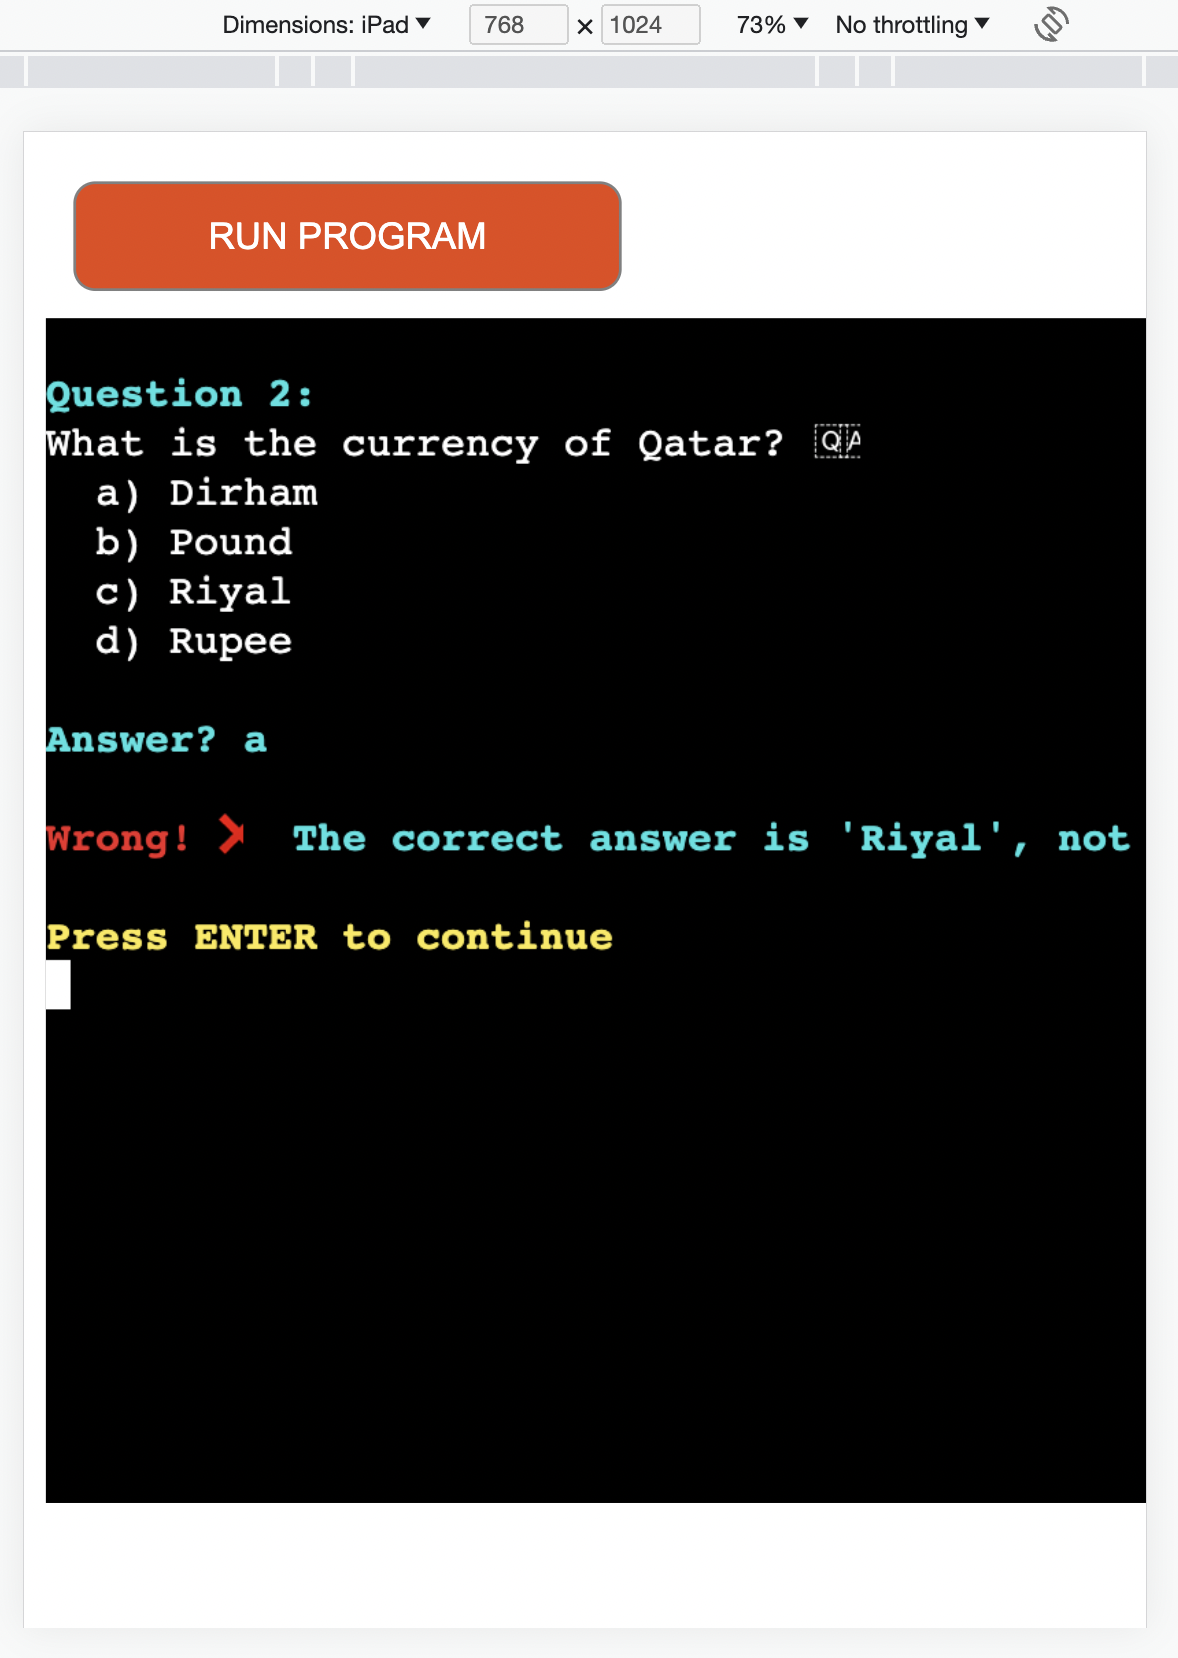 Dimensions: iPad 768 × 1024 73% No throttling
RUN PROGRAM
Question 2:
What is the currency of Qatar? 🇶🇦
a) Dirham
b) Pound
c) Riyal
d) Rupee
Answer? a
Wrong! The correct answer is 'Riyal', not
Press ENTER to continue